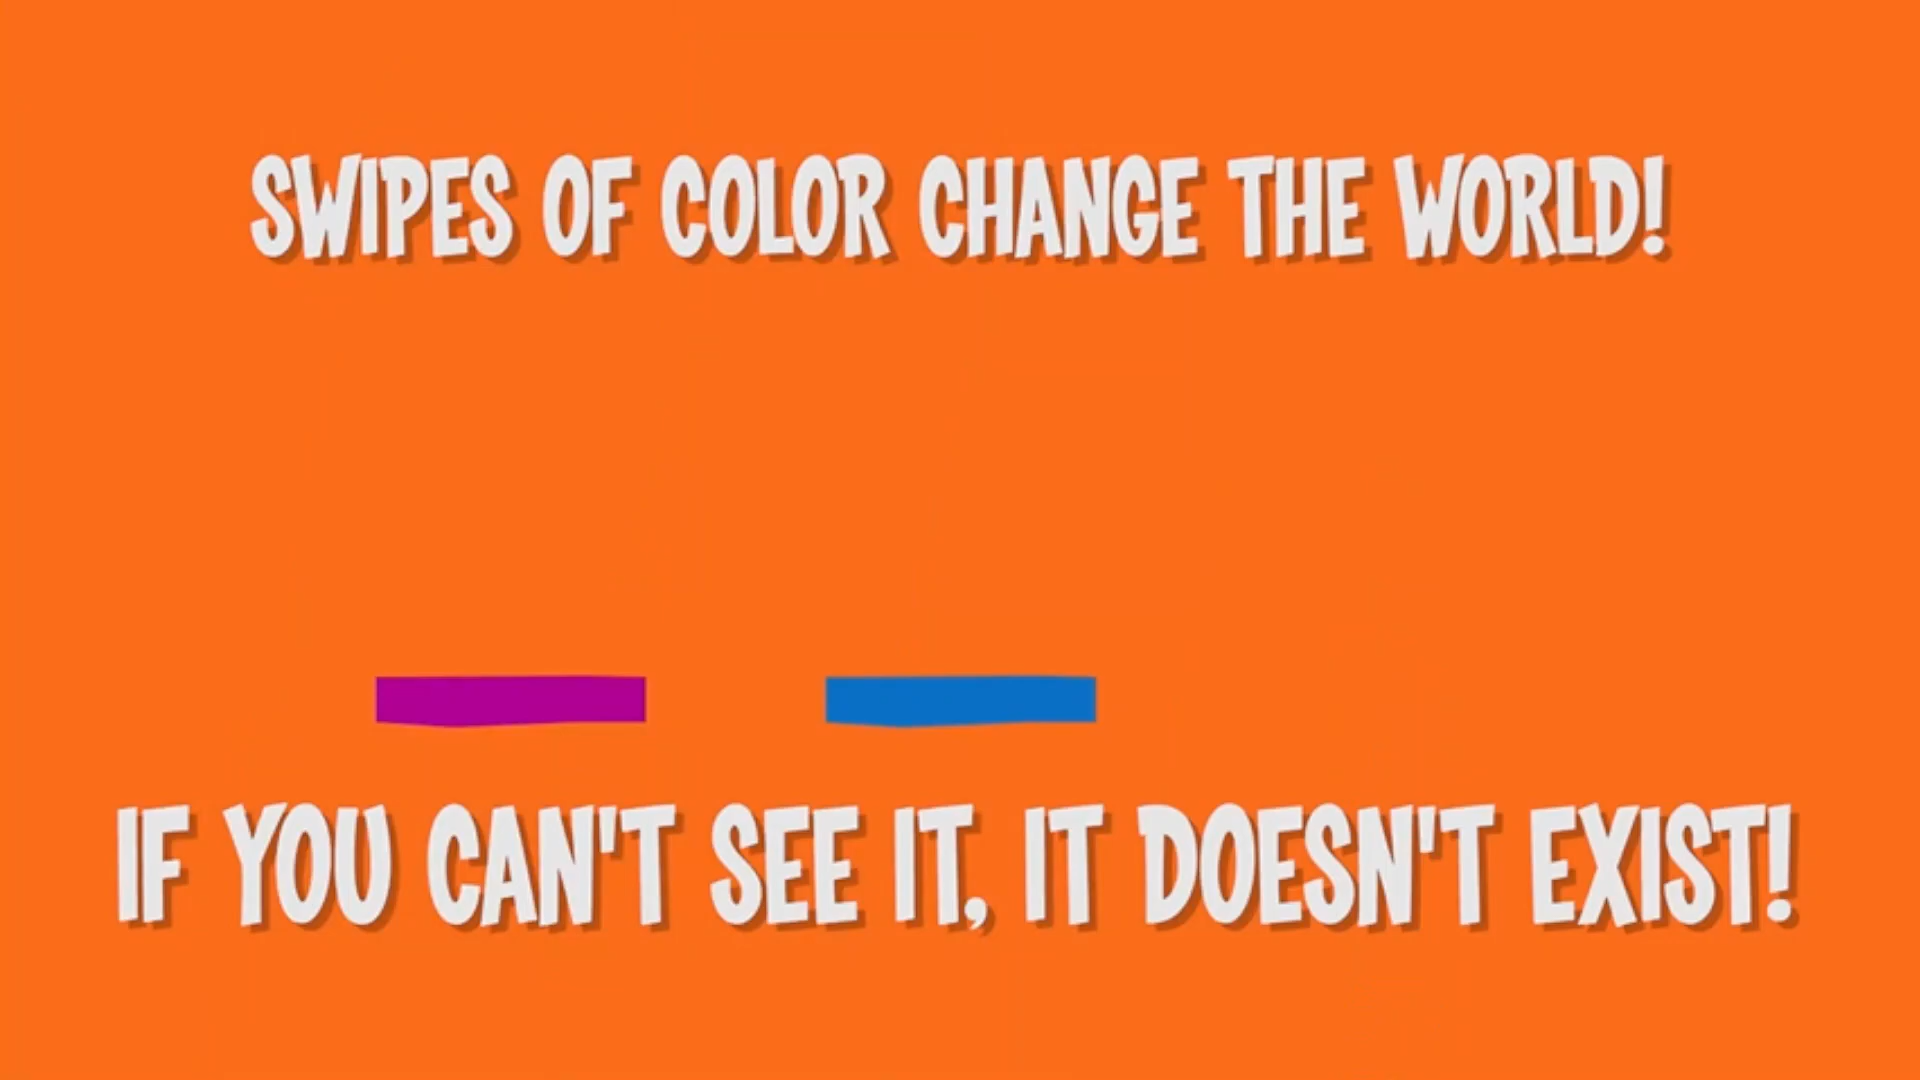 SWIPES OF COLOR CHANGE THE WORLD!
IF YOU CAN'T SEE IT, IT DOESN'T EXIST!